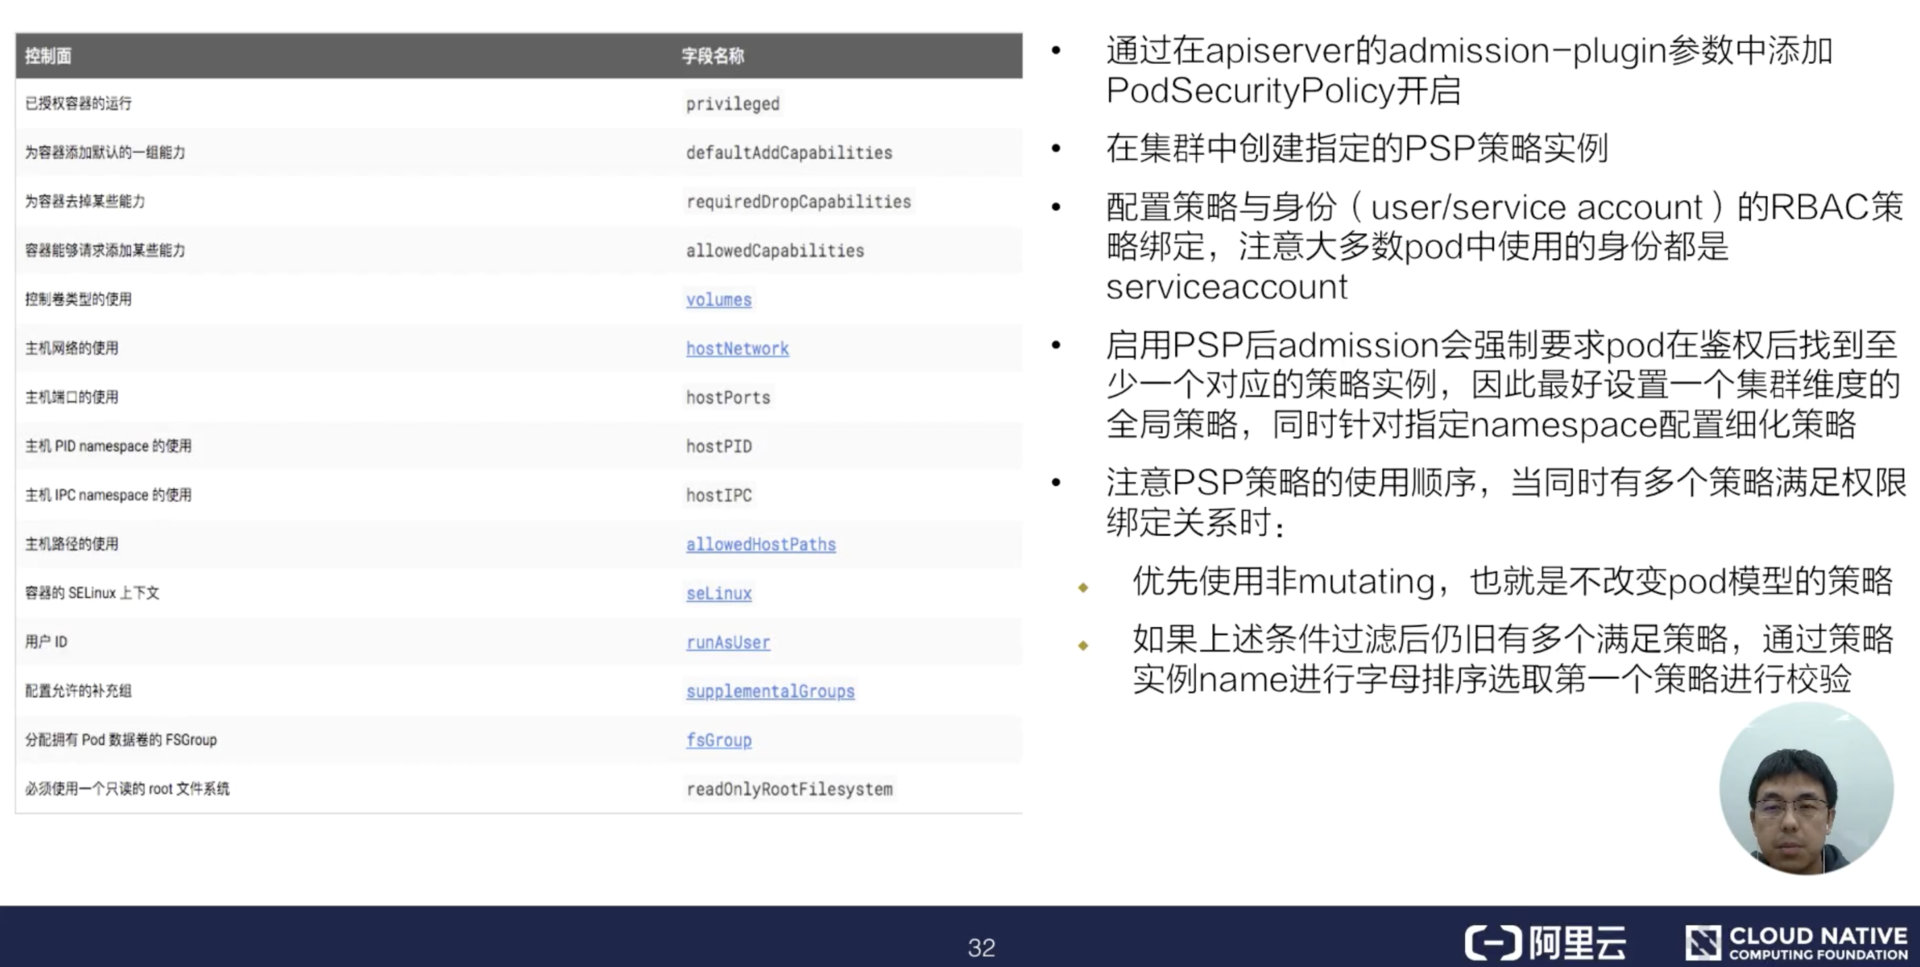 控制面 字段名称
已授权容器的运行 privileged
为容器添加默认的一组能力 defaultAddCapabilities
为容器去掉某些能力 requiredDropCapabilities
容器能够请求添加某些能力 allowedCapabilities
控制卷类型的使用 volumes
主机网络的使用 hostNetwork
主机端口的使用 hostPorts
主机 PID namespace 的使用 hostPID
主机 IPC namespace 的使用 hostIPC
主机路径的使用 allowedHostPaths
容器的 SELinux 上下文 seLinux
用户 ID runAsUser
配置允许的补充组 supplementalGroups
分配拥有 Pod 数据卷的 FSGroup fsGroup
必须使用一个只读的 root 文件系统 readOnlyRootFilesystem
• 通过在apiserver的admission-plugin参数中添加
PodSecurityPolicy开启
• 在集群中创建指定的PSP策略实例
• 配置策略与身份（user/service account）的RBAC策
略绑定，注意大多数pod中使用的身份都是
serviceaccount
• 启用PSP后admission会强制要求pod在鉴权后找到至
少一个对应的策略实例，因此最好设置一个集群维度的
全局策略，同时针对指定namespace配置细化策略
• 注意PSP策略的使用顺序，当同时有多个策略满足权限
绑定关系时：
优先使用非mutating，也就是不改变pod模型的策略
如果上述条件过滤后仍旧有多个满足策略，通过策略
实例name进行字母排序选取第一个策略进行校验
32
阿里云
CLOUD NATIVE
COMPUTING FOUNDATION